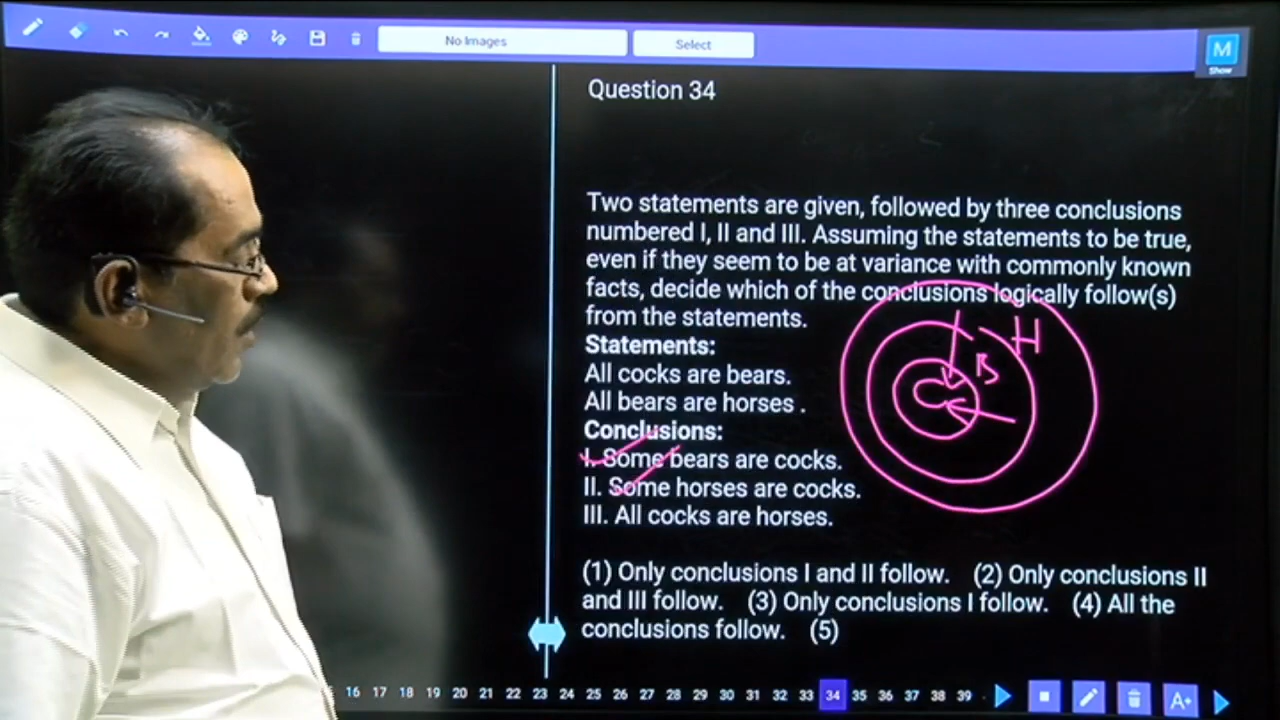 No Images
Select
M
Show
Question 34
Two statements are given, followed by three conclusions
numbered I, II and III. Assuming the statements to be true,
even if they seem to be at variance with commonly known
facts, decide which of the conclusions logically follow(s)
from the statements.
Statements:
All cocks are bears.
All bears are horses .
Conclusions:
I. Some bears are cocks.
II. Some horses are cocks.
III. All cocks are horses.
(1) Only conclusions I and II follow. (2) Only conclusions II
and III follow. (3) Only conclusions I follow. (4) All the
conclusions follow. (5)
H
B
C
16 17 18 19 20 21 22 23 24 25 26 27 28 29 30 31 32 33 34 35 36 37 38 39
A+